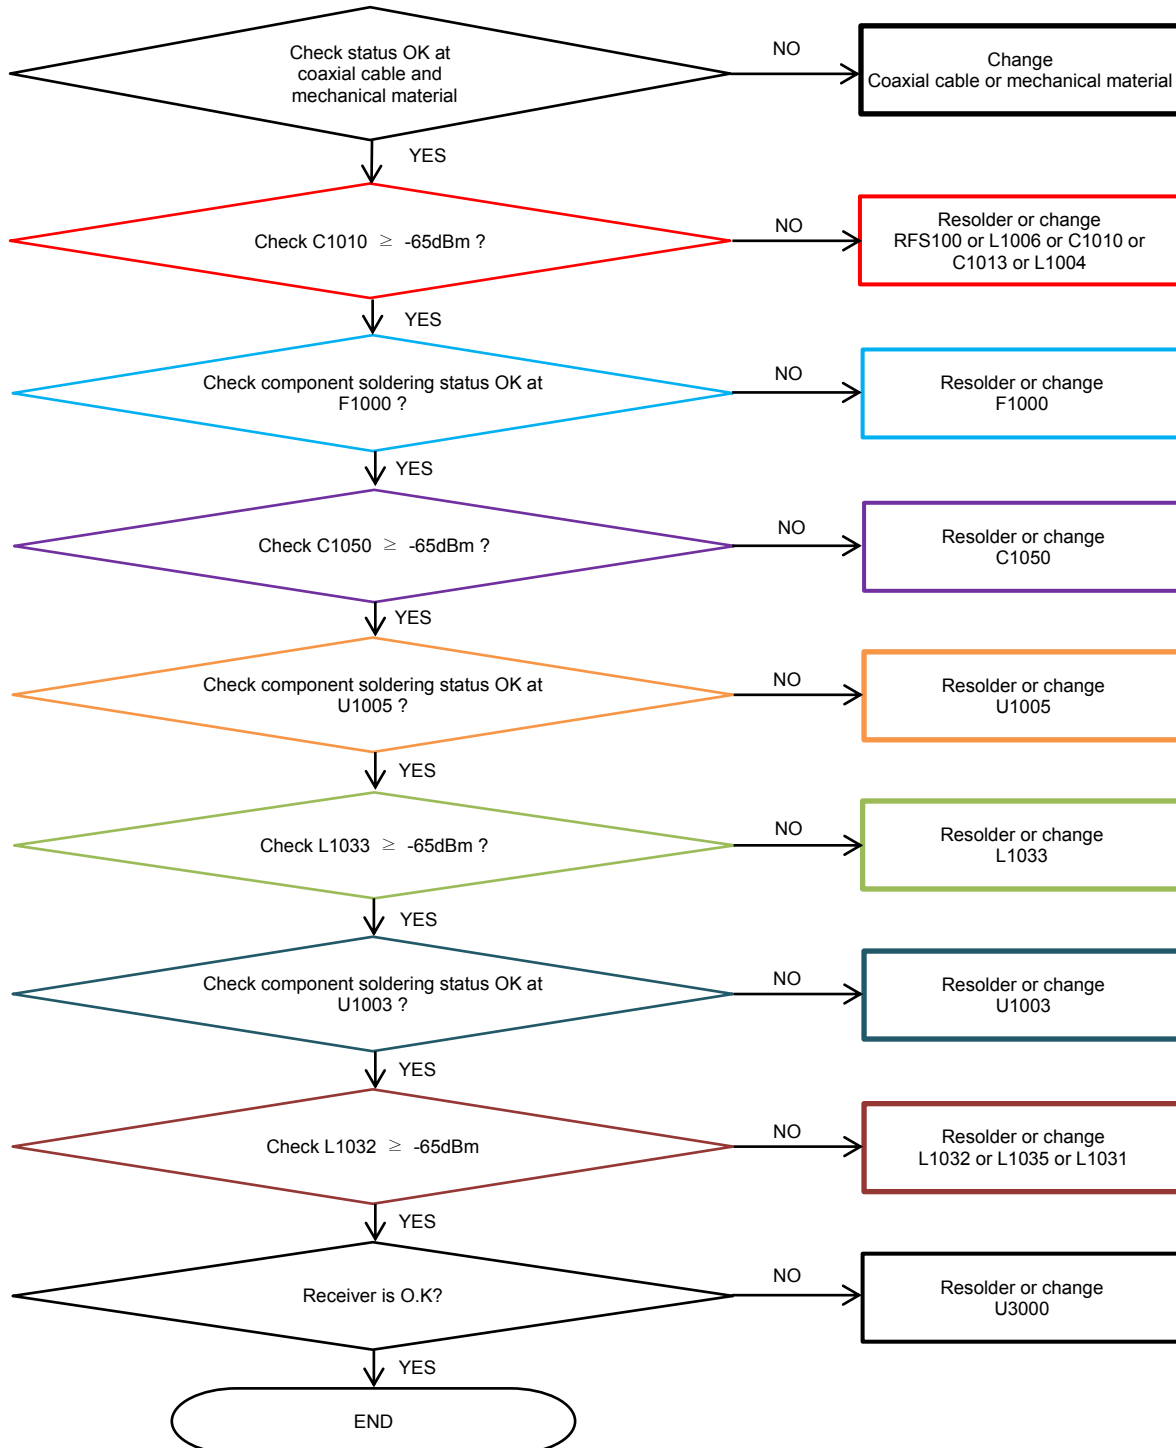 Check status OK at
coaxial cable and
mechanical material
NO
Change
Coaxial cable or mechanical material
YES
Check C1010 ≥ -65dBm ?
NO
Resolder or change
RFS100 or L1006 or C1010 or
C1013 or L1004
YES
Check component soldering status OK at
F1000 ?
NO
Resolder or change
F1000
YES
Check C1050 ≥ -65dBm ?
NO
Resolder or change
C1050
YES
Check component soldering status OK at
U1005 ?
NO
Resolder or change
U1005
YES
Check L1033 ≥ -65dBm ?
NO
Resolder or change
L1033
YES
Check component soldering status OK at
U1003 ?
NO
Resolder or change
U1003
YES
Check L1032 ≥ -65dBm
NO
Resolder or change
L1032 or L1035 or L1031
YES
Receiver is O.K?
NO
Resolder or change
U3000
YES
END